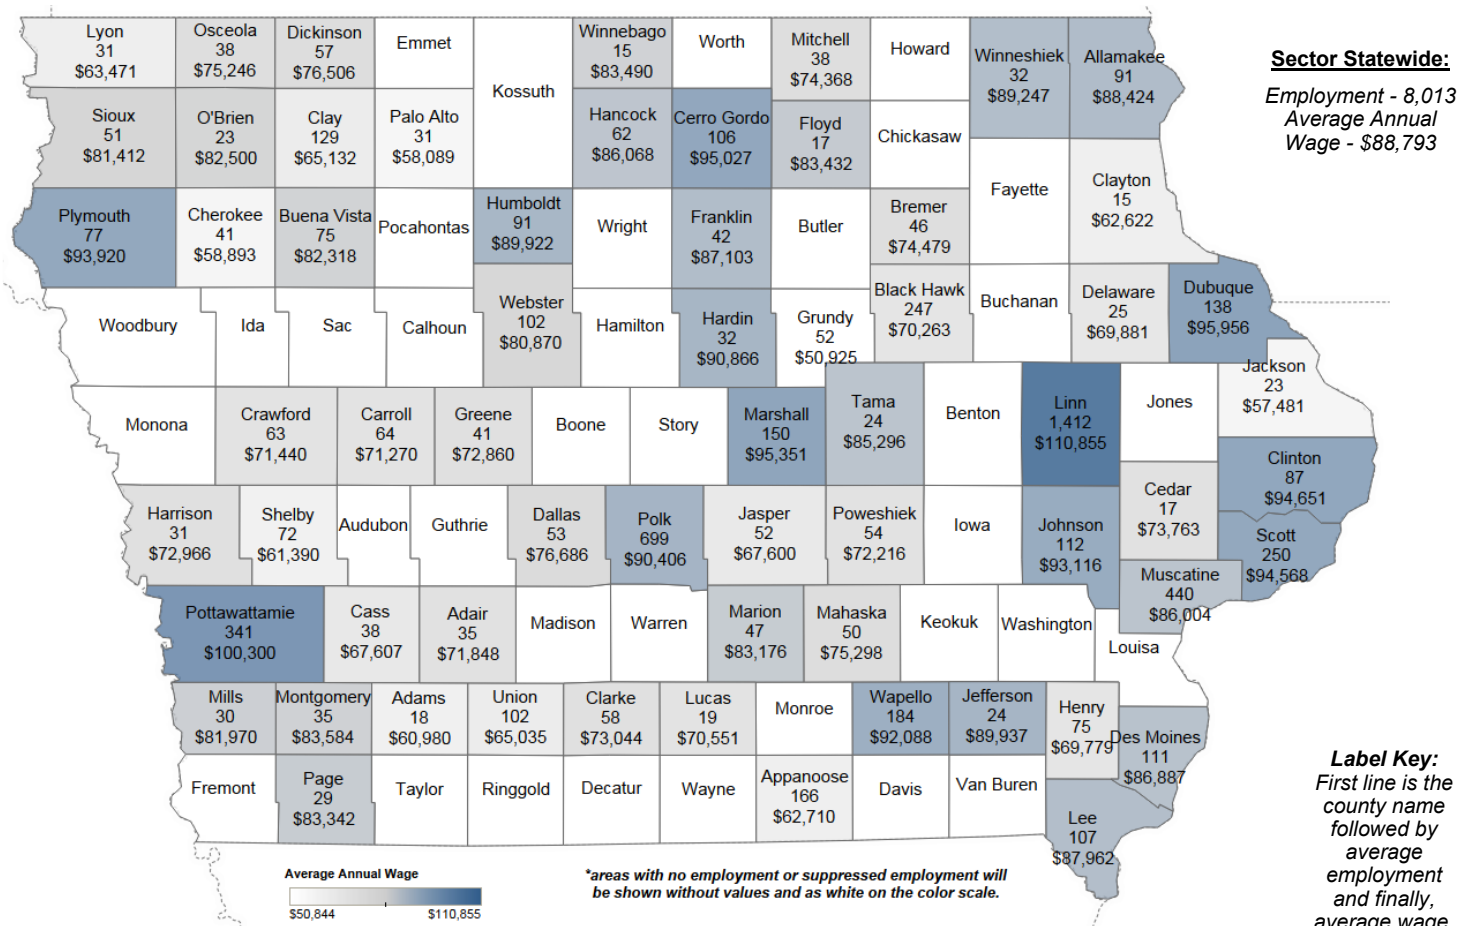 Lyon
31
$63,471
Osceola
38
$75,246
Dickinson
57
$76,506
Emmet
Kossuth
Winnebago
15
$83,490
Worth
Mitchell
38
$74,368
Howard
Winneshiek
32
$89,247
Allamakee
91
$88,424
Sector Statewide:
Employment - 8,013
Average Annual
Wage - $88,793
Sioux
51
$81,412
O'Brien
23
$82,500
Clay
129
$65,132
Palo Alto
31
$58,089
Hancock
62
$86,068
Cerro Gordo
106
$95,027
Floyd
17
$83,432
Chickasaw
Fayette
Clayton
15
$62,622
Plymouth
77
$93,920
Cherokee
41
$58,893
Buena Vista
75
$82,318
Pocahontas
Humboldt
91
$89,922
Wright
Franklin
42
$87,103
Butler
Bremer
46
$74,479
Woodbury
Ida
Sac
Calhoun
Webster
102
$80,870
Hamilton
Hardin
32
$90,866
Grundy
52
$50,925
Black Hawk
247
$70,263
Buchanan
Delaware
25
$69,881
Dubuque
138
$95,956
Jackson
23
$57,481
Monona
Crawford
63
$71,440
Carroll
64
$71,270
Greene
41
$72,860
Boone
Story
Marshall
150
$95,351
Tama
24
$85,296
Benton
Linn
1,412
$110,855
Jones
Clinton
87
$94,651
Harrison
31
$72,966
Shelby
72
$61,390
Audubon
Guthrie
Dallas
53
$76,686
Polk
699
$90,406
Jasper
52
$67,600
Poweshiek
54
$72,216
Iowa
Johnson
112
$93,116
Cedar
17
$73,763
Scott
250
$94,568
Muscatine
440
$86,004
Pottawattamie
341
$100,300
Cass
38
$67,607
Adair
35
$71,848
Madison
Warren
Marion
47
$83,176
Mahaska
50
$75,298
Keokuk
Washington
Louisa
Mills
30
$81,970
Montgomery
35
$83,584
Adams
18
$60,980
Union
102
$65,035
Clarke
58
$73,044
Lucas
19
$70,551
Monroe
Wapello
184
$92,088
Jefferson
24
$89,937
Henry
75
$69,779
Des Moines
111
$86,887
Fremont
Page
29
$83,342
Taylor
Ringgold
Decatur
Wayne
Appanoose
166
$62,710
Davis
Van Buren
Lee
107
$87,962
Label Key:
First line is the
county name
followed by
average
employment
and finally,
average wage.
Average Annual Wage
$50,844
$110,855
*areas with no employment or suppressed employment will
be shown without values and as white on the color scale.